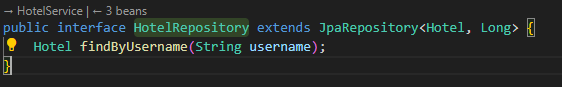 → HotelService | ← 3 beans
public interface HotelRepository extends JpaRepository<Hotel, Long> {
Hotel findByUsername(String username);
}